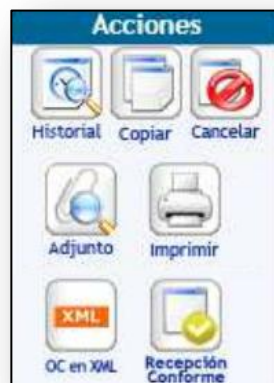 Acciones
Historial Copiar Cancelar
Adjunto Imprimir
XML
OC en XML Recepción
Conforme